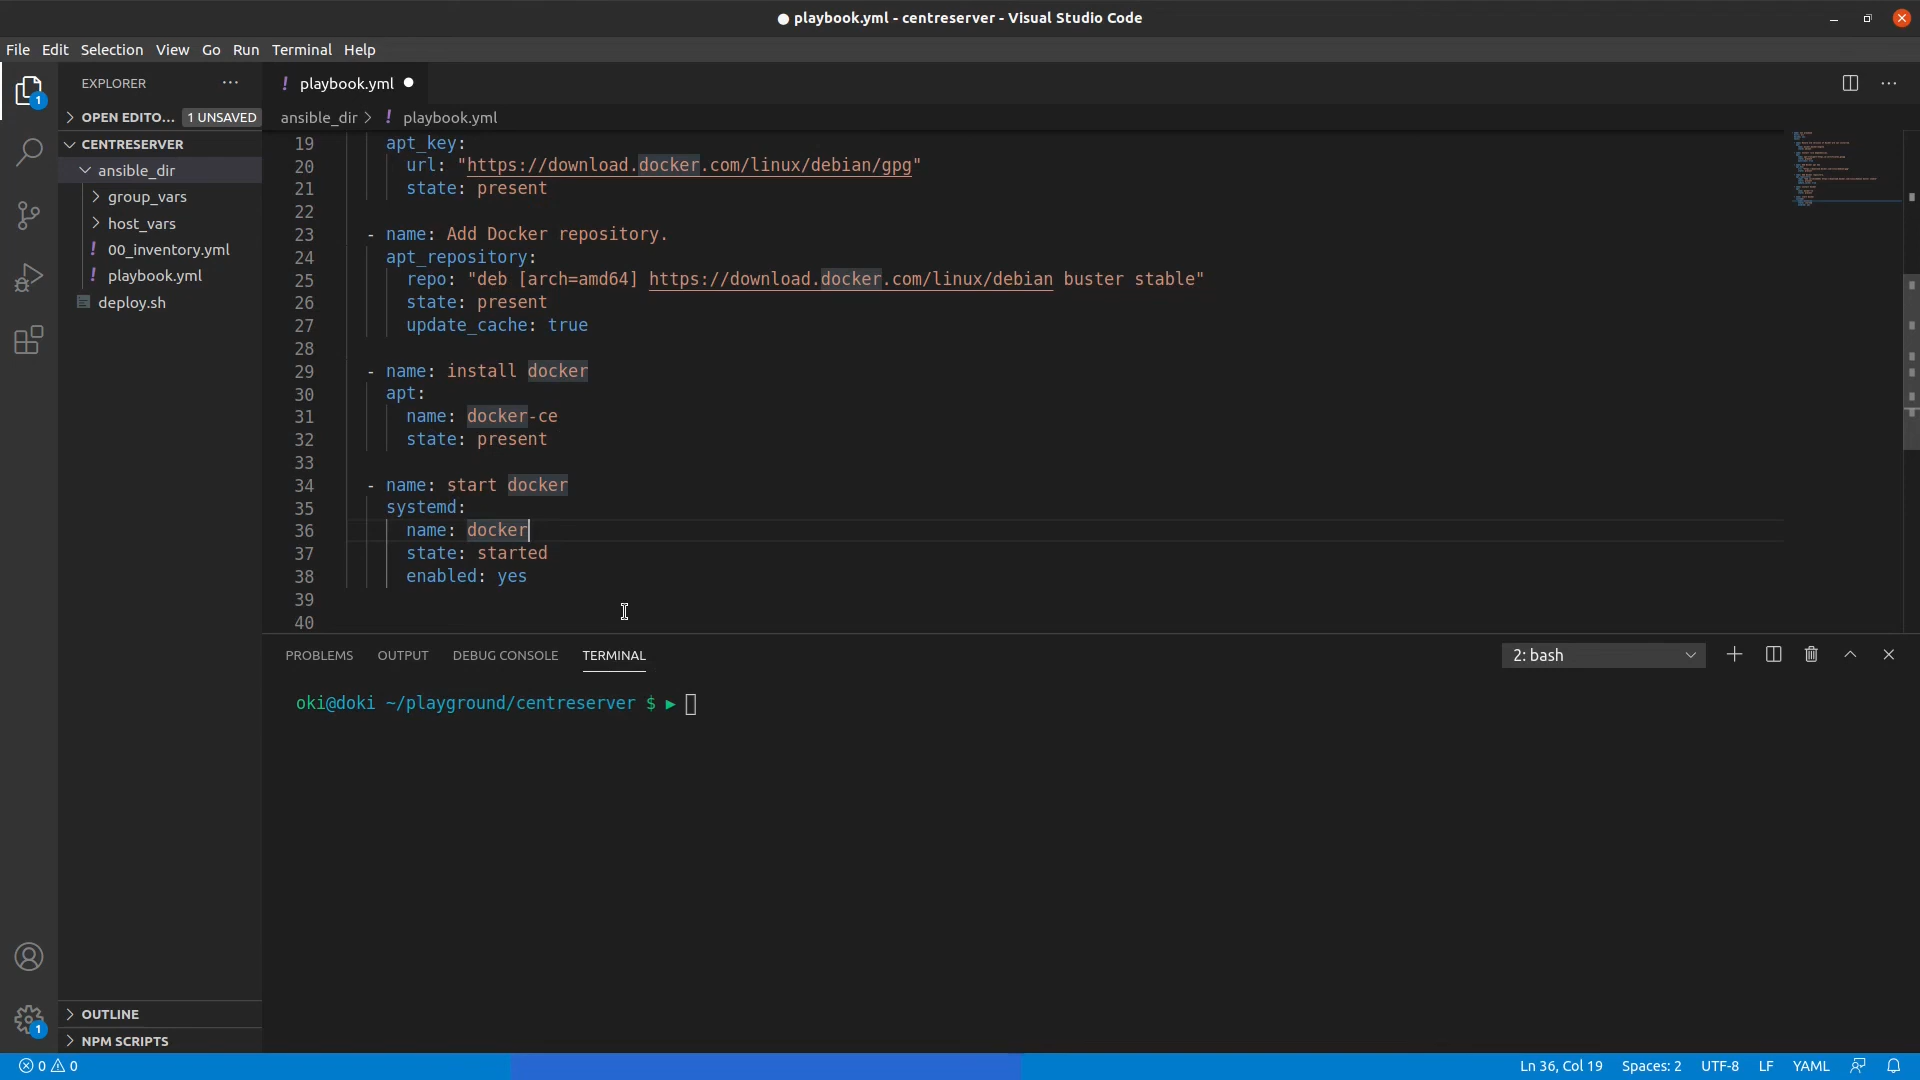 playbook.yml - centreserver - Visual Studio Code
File Edit Selection View Go Run Terminal Help
EXPLORER
playbook.yml
OPEN EDITO... 1 UNSAVED
ansible_dir > ! playbook.yml
CENTRESERVER
ansible_dir
group_vars
host_vars
! 00_inventory.yml
! playbook.yml
deploy.sh
19 apt_key:
20 url: "https://download.docker.com/linux/debian/gpg"
21 state: present
22
23 - name: Add Docker repository.
24 apt_repository:
25 repo: "deb [arch=amd64] https://download.docker.com/linux/debian buster stable"
26 state: present
27 update_cache: true
28
29 - name: install docker
30 apt:
31 name: docker-ce
32 state: present
33
34 - name: start docker
35 systemd:
36 name: docker
37 state: started
38 enabled: yes
39
40
PROBLEMS OUTPUT DEBUG CONSOLE TERMINAL 2: bash
oki@doki ~/playground/centreserver $ ▶
1
1
OUTLINE
NPM SCRIPTS
0 0 Ln 36, Col 19 Spaces: 2 UTF-8 LF YAML